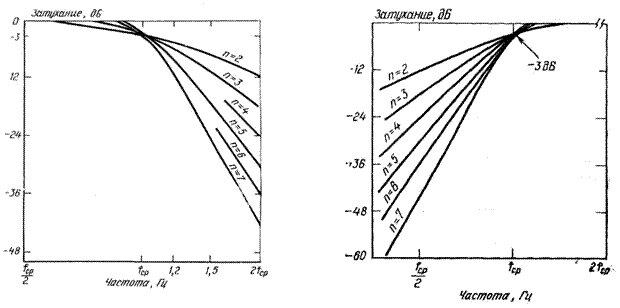 Затухание, дБ
0
-3
12
-24
-36
-48
n=2
n=3
n=4
n=5
n=6
n=7
fср/2
fср
1,2
1,5
2fср
Частота, Гц
Затухание, дБ
-12
-24
-36
-48
-60
n=2
n=3
n=4
n=5
n=6
n=7
-3дВ
fср/2
fср
2fср
Частота, Гц